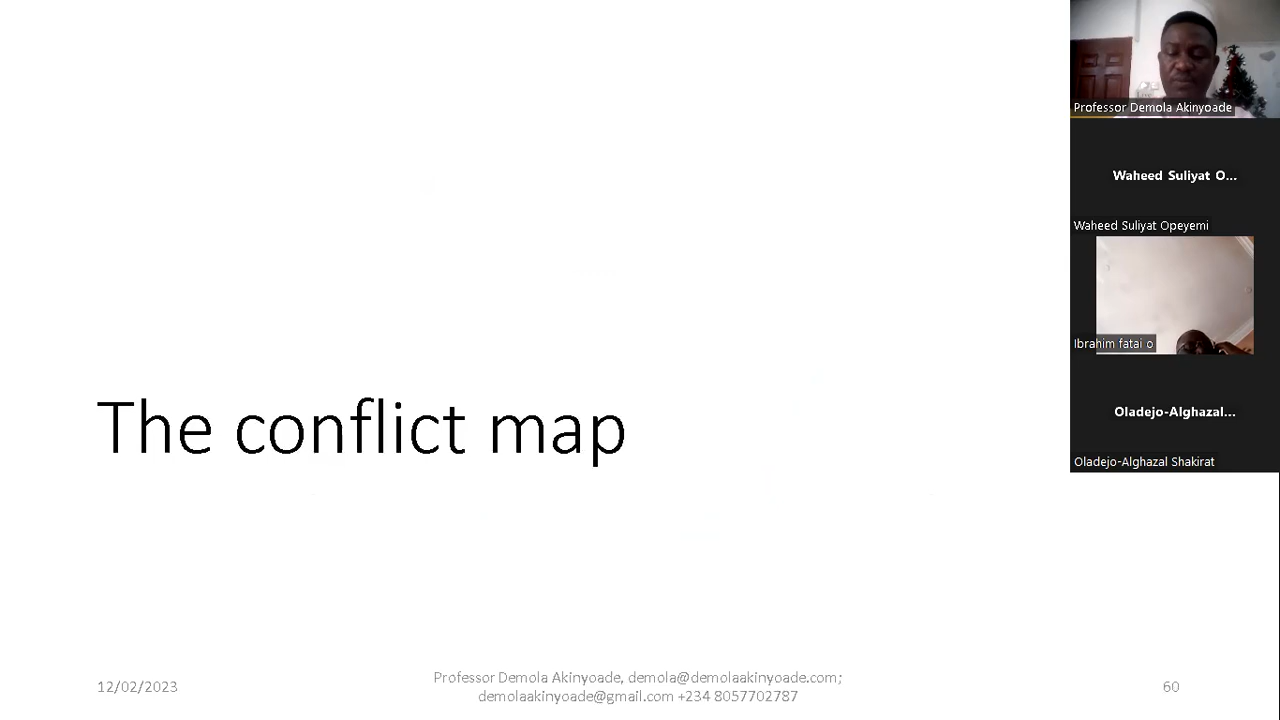 Professor Demola Akinyoade
Waheed Suliyat O...
Waheed Suliyat Opeyemi
Ibrahim fatai o
Oladejo-Alghazal...
Oladejo-Alghazal Shakirat
The conflict map
12/02/2023
Professor Demola Akinyoade, demola@demolaakinyoade.com;
demolaakinyoade@gmail.com +234 8057702787
60